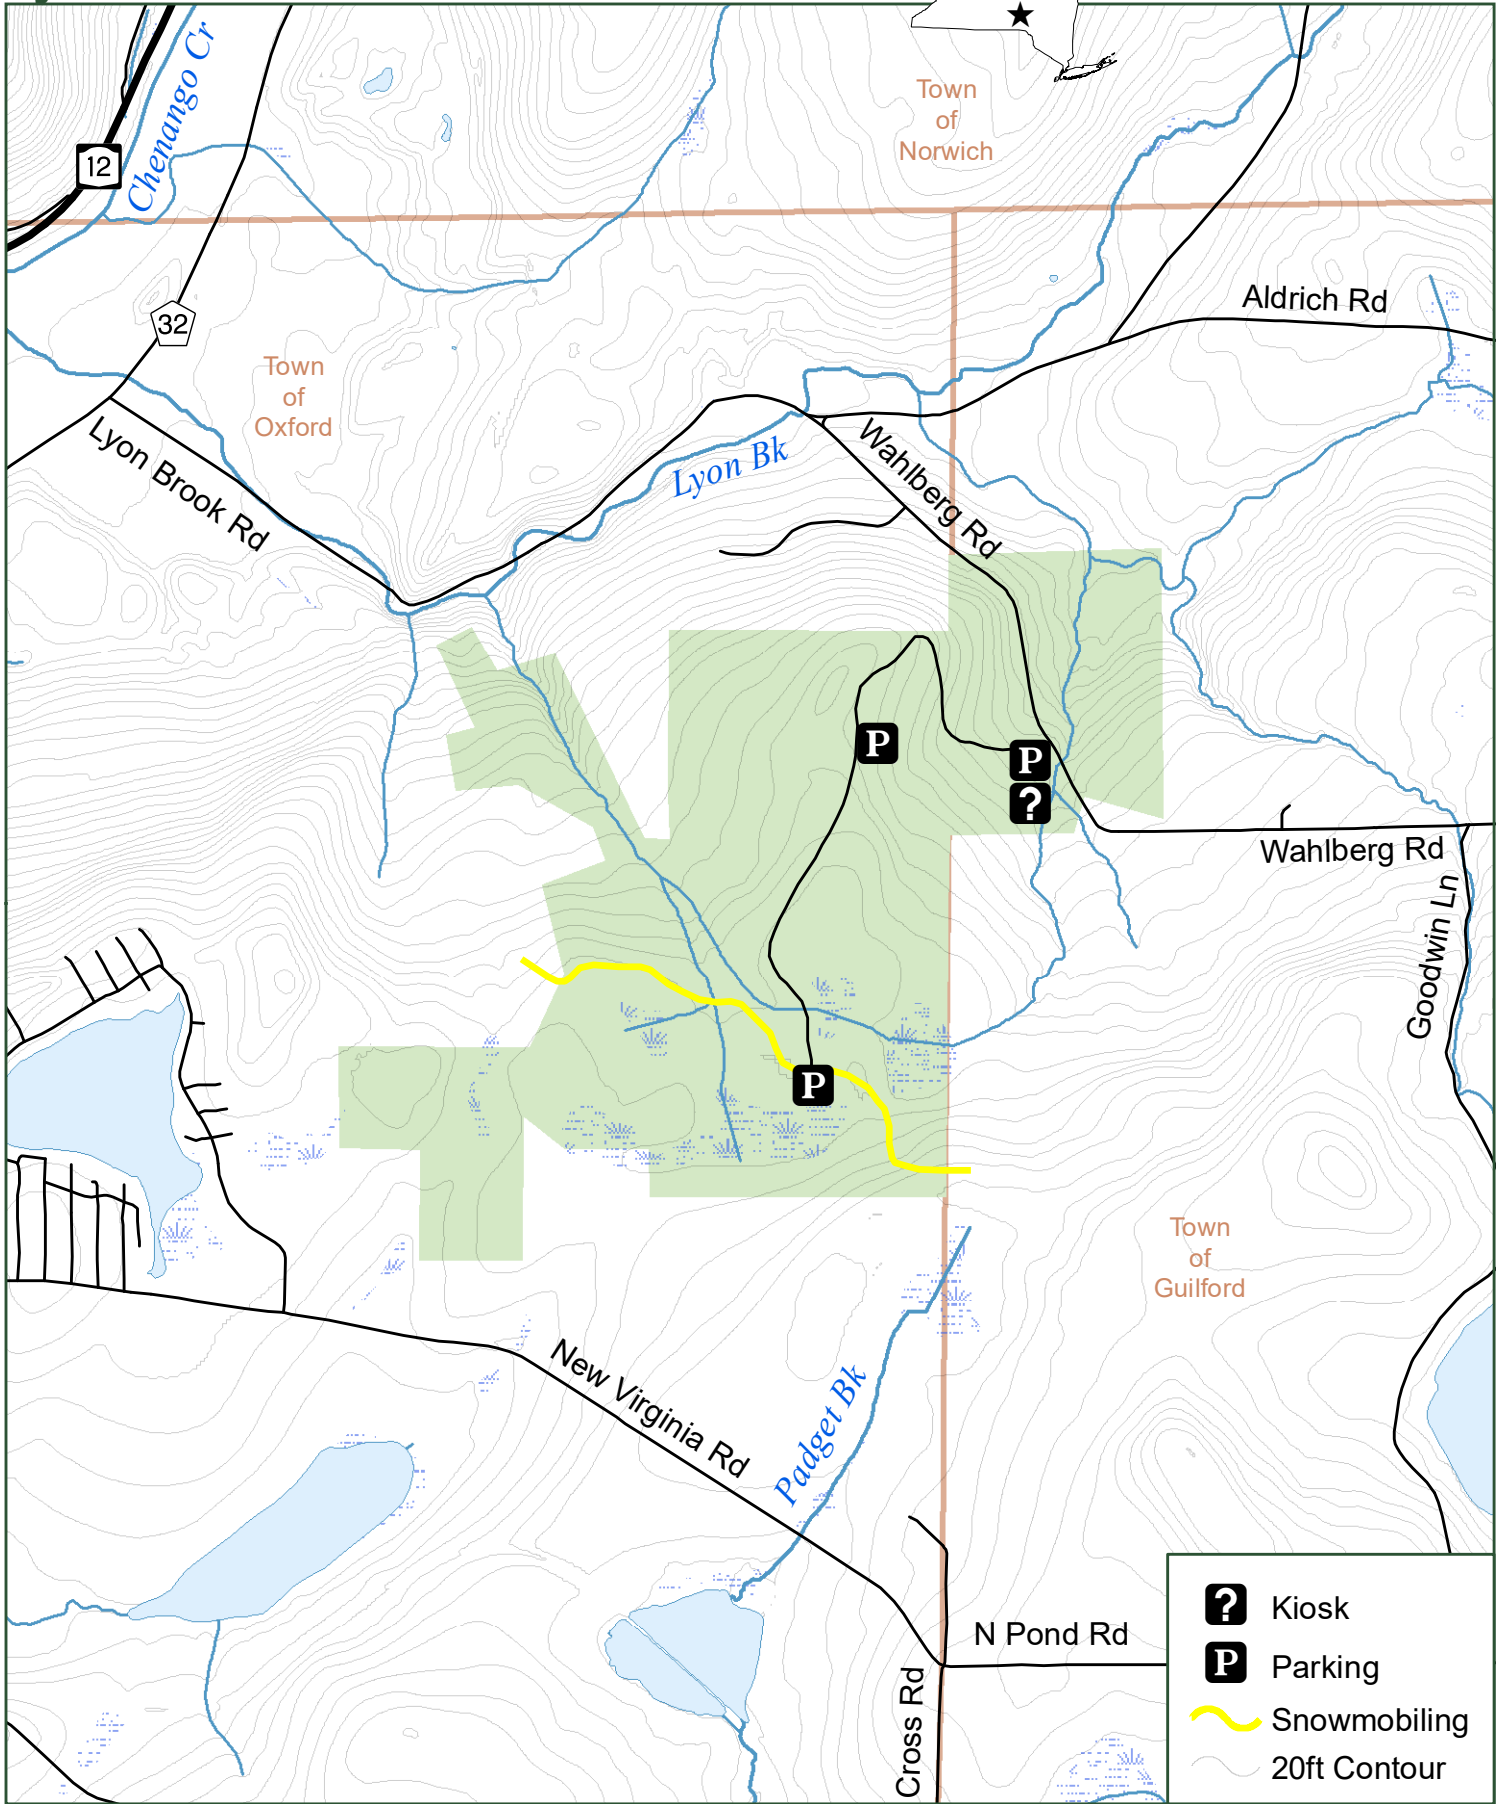 Chenango Cr
12
Town
of
Norwich
32
Aldrich Rd
Town
of
Oxford
Lyon Brook Rd
Lyon Bk
Wahlberg Rd
P
P
?
Wahlberg Rd
Goodwin Ln
P
Town
of
Guilford
New Virginia Rd
Padget Bk
N Pond Rd
Cross Rd
? Kiosk
P Parking
Snowmobiling
20ft Contour